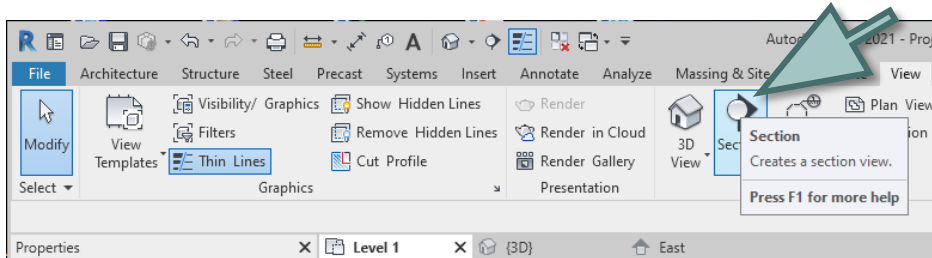 R A Autod 2021 - Proj
File Architecture Structure Steel Precast Systems Insert Annotate Analyze Massing & Site View
Visibility/ Graphics Show Hidden Lines Render Plan View
Modify View Templates Filters Remove Hidden Lines Render in Cloud 3D View Sec
Thin Lines Cut Profile Render Gallery
Section
Creates a section view.
Press F1 for more help
Select Graphics Presentation
Properties Level 1 {3D} East